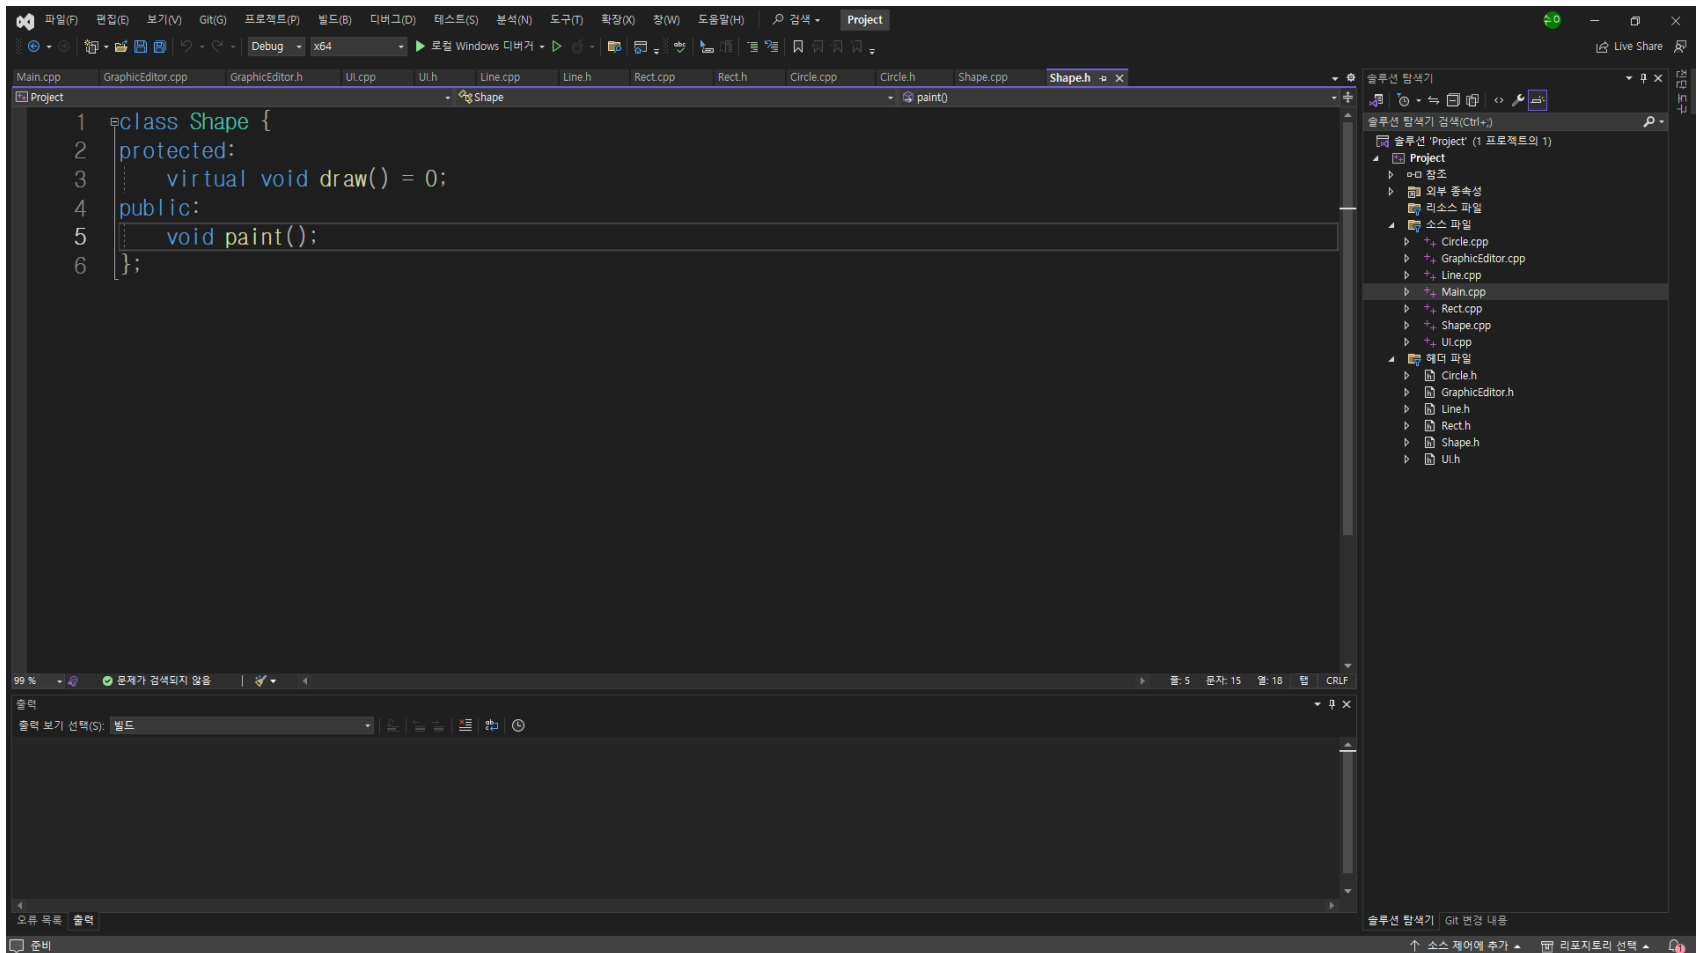 파일(F) 편집(E) 보기(V) Git(G) 프로젝트(P) 빌드(B) 디버그(D) 테스트(S) 분석(N) 도구(T) 확장(X) 창(W) 도움말(H) 검색 Project
Debug x64 로컬 Windows 디버거 Live Share
Main.cpp GraphicEditor.cpp GraphicEditor.h UI.cpp UI.h Line.cpp Line.h Rect.cpp Rect.h Circle.cpp Circle.h Shape.cpp Shape.h
Project Shape paint()
1 class Shape {
2 protected:
3 virtual void draw() = 0;
4 public:
5 void paint();
6 };
99 % 문제가 검색되지 않음 줄: 5 문자: 15 열: 18 탭 CRLF
출력
출력 보기 선택(S): 빌드
오류 목록 출력
솔루션 탐색기
솔루션 탐색기 검색(Ctrl+;)
솔루션 'Project' (1 프로젝트의 1)
Project
참조
외부 종속성
리소스 파일
소스 파일
Circle.cpp
GraphicEditor.cpp
Line.cpp
Main.cpp
Rect.cpp
Shape.cpp
UI.cpp
헤더 파일
Circle.h
GraphicEditor.h
Line.h
Rect.h
Shape.h
UI.h
솔루션 탐색기 Git 변경 내용
진단 도구
준비 소스 제어에 추가 리포지토리 선택 1